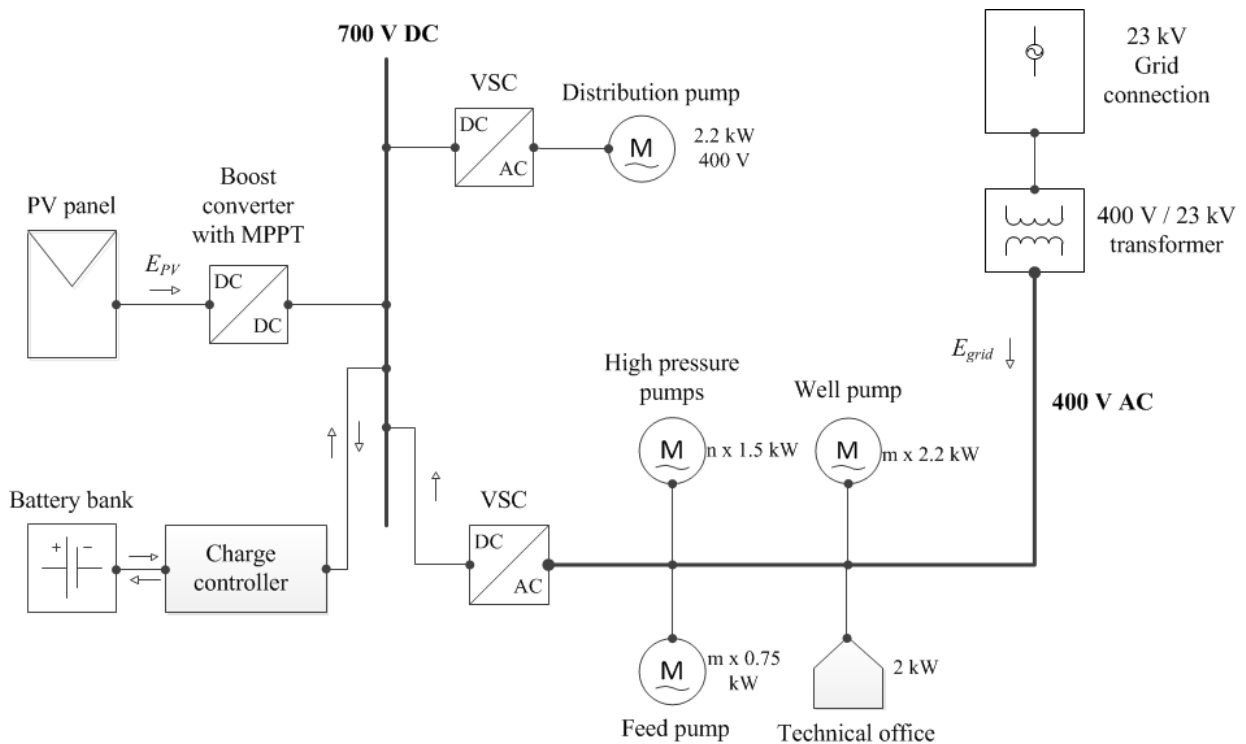 700 V DC
VSC
DC
AC
Distribution pump
M
2.2 kW
400 V
23 kV
Grid
connection
400 V / 23 kV
transformer
PV panel
E_PV
Boost
converter
with MPPT
DC
DC
E_grid
400 V AC
High pressure
pumps
M
n x 1.5 kW
Well pump
M
m x 2.2 kW
Battery bank
+ −
Charge
controller
VSC
DC
AC
M
m x 0.75
kW
Feed pump
2 kW
Technical office